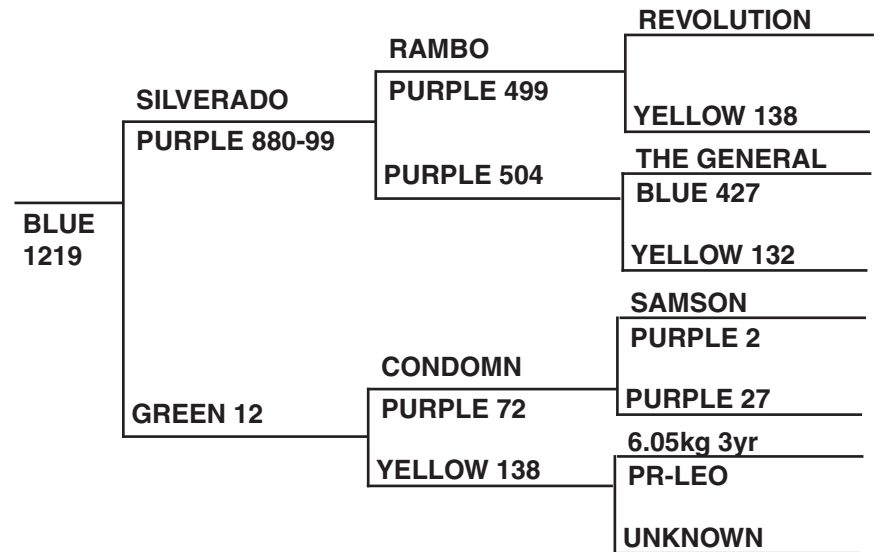 REVOLUTION
RAMBO
PURPLE 499
SILVERADO
PURPLE 880-99
YELLOW 138
THE GENERAL
PURPLE 504
BLUE 427
BLUE
1219
YELLOW 132
SAMSON
PURPLE 2
CONDOMN
PURPLE 72
PURPLE 27
GREEN 12
6.05kg 3yr
YELLOW 138
PR-LEO
UNKNOWN